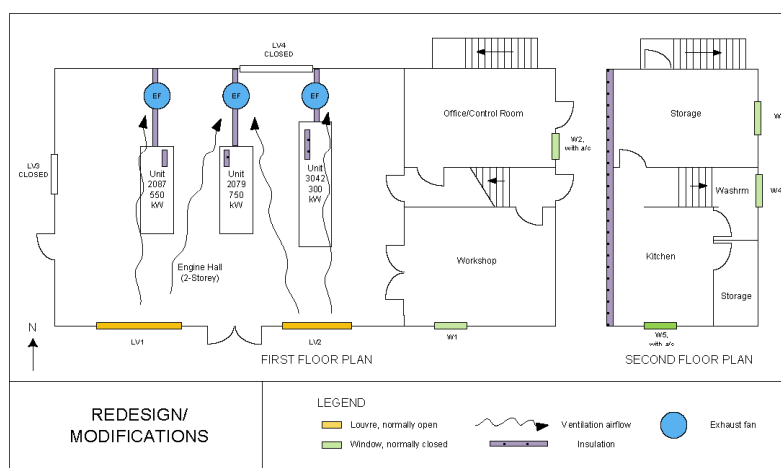 LV4
CLOSED
EF
EF
EF
Office/Control Room
Storage
W2,
with a/c
LV3
CLOSED
Unit
2087
550
kW
Unit
2079
750
kW
Unit
3042
300
kW
Washrm
W4
Engine Hall
(2-Storey)
Workshop
Kitchen
Storage
N
LV1
LV2
W1
W5,
with a/c
FIRST FLOOR PLAN
SECOND FLOOR PLAN
REDESIGN/
MODIFICATIONS
LEGEND
Louvre, normally open
Ventilation airflow
Exhaust fan
Window, normally closed
Insulation